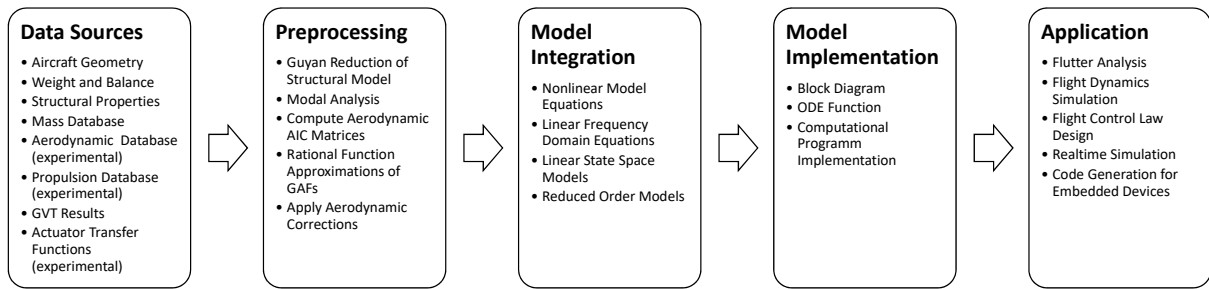 Data Sources
• Aircraft Geometry
• Weight and Balance
• Structural Properties
• Mass Database
• Aerodynamic Database
(experimental)
• Propulsion Database
(experimental)
• GVT Results
• Actuator Transfer
Functions
(experimental)
Preprocessing
• Guyan Reduction of
Structural Model
• Modal Analysis
• Compute Aerodynamic
AIC Matrices
• Rational Function
Approximations of
GAFs
• Apply Aerodynamic
Corrections
Model
Integration
• Nonlinear Model
Equations
• Linear Frequency
Domain Equations
• Linear State Space
Models
• Reduced Order Models
Model
Implementation
• Block Diagram
• ODE Function
• Computational
Programm
Implementation
Application
• Flutter Analysis
• Flight Dynamics
Simulation
• Flight Control Law
Design
• Realtime Simulation
• Code Generation for
Embedded Devices